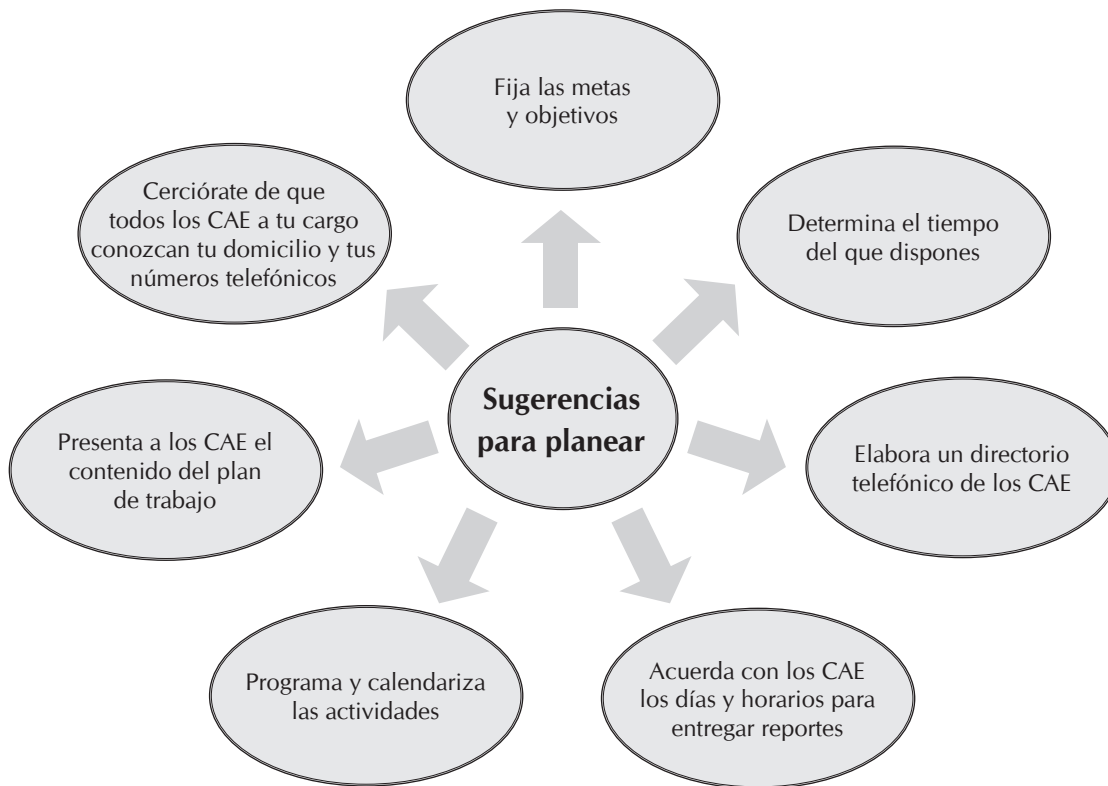 Fija las metas
y objetivos
Determina el tiempo
del que dispones
Elabora un directorio
telefónico de los CAE
Acuerda con los CAE
los días y horarios para
entregar reportes
Programa y calendariza
las actividades
Presenta a los CAE el
contenido del plan
de trabajo
Cerciórate de que
todos los CAE a tu cargo
conozcan tu domicilio y tus
números telefónicos
Sugerencias
para planear